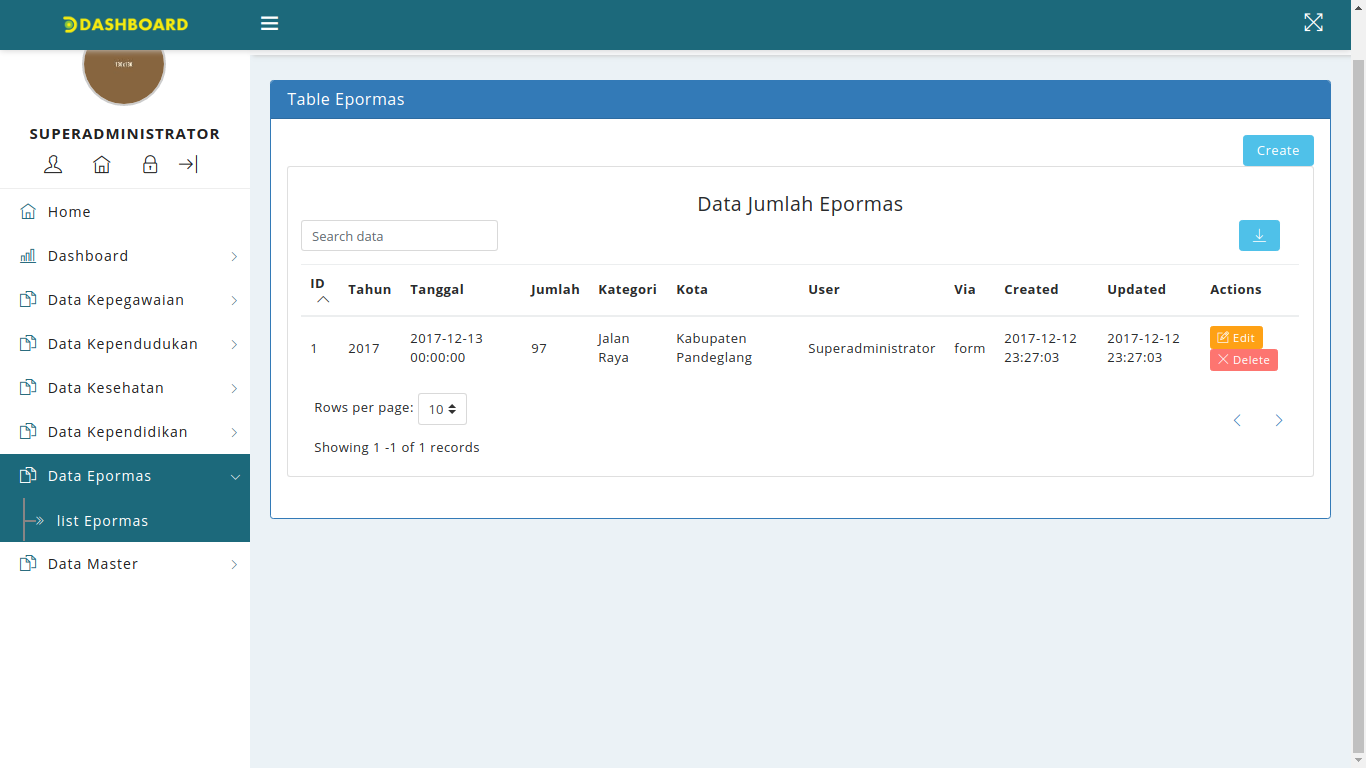 DASHBOARD
SUPERADMINISTRATOR
Home
Dashboard
Data Kepegawaian
Data Kependudukan
Data Kesehatan
Data Kependidikan
Data Epormas
list Epormas
Data Master
Table Epormas
Create
Data Jumlah Epormas
Search data
ID Tahun Tanggal Jumlah Kategori Kota User Via Created Updated Actions
1 2017 2017-12-13 00:00:00 97 Jalan Raya Kabupaten Pandeglang Superadministrator form 2017-12-12 23:27:03 2017-12-12 23:27:03 Edit Delete
Rows per page: 10
Showing 1 -1 of 1 records